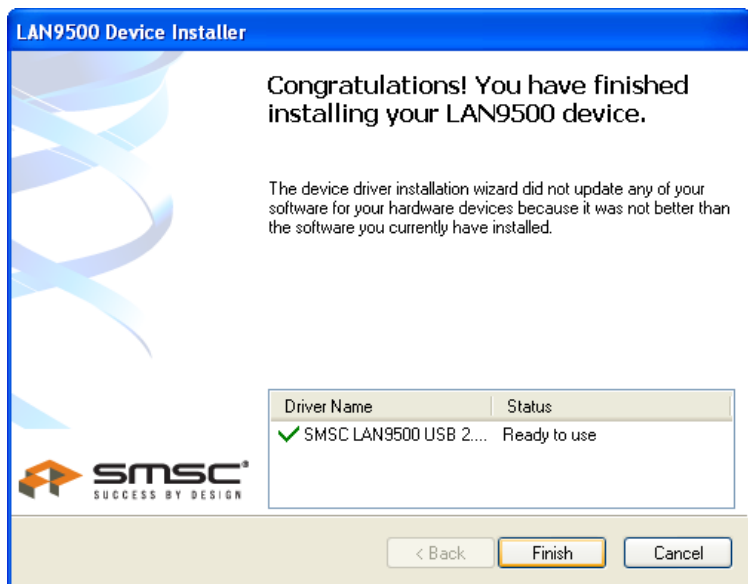 LAN9500 Device Installer
Congratulations! You have finished
installing your LAN9500 device.
The device driver installation wizard did not update any of your
software for your hardware devices because it was not better than
the software you currently have installed.
Driver Name Status
SMSC LAN9500 USB 2.... Ready to use
smsc®
SUCCESS BY DESIGN
< Back Finish Cancel